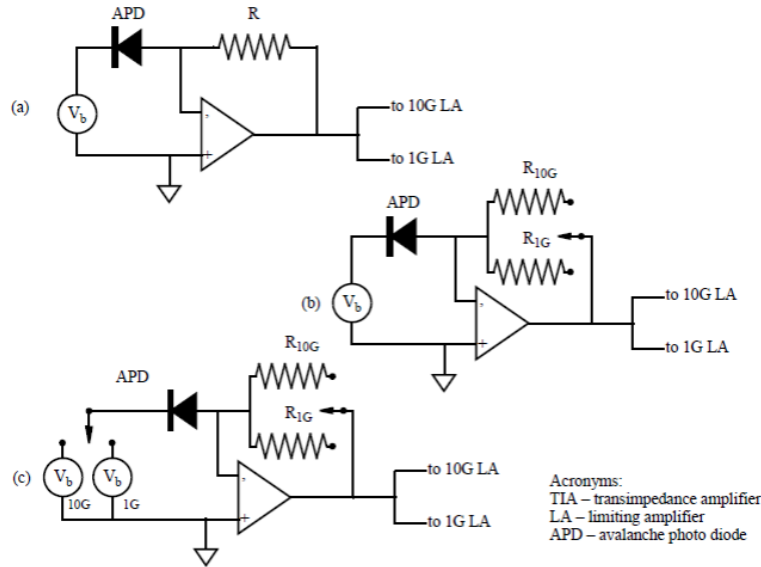 APD R
(a) V_b
-
+
to 10G LA
to 1G LA
R_10G
APD
R_1G
(b) V_b
-
+
to 10G LA
to 1G LA
R_10G
APD
R_1G
(c) V_b V_b
10G 1G
-
+
to 10G LA
to 1G LA
Acronyms:
TIA – transimpedance amplifier
LA – limiting amplifier
APD – avalanche photo diode